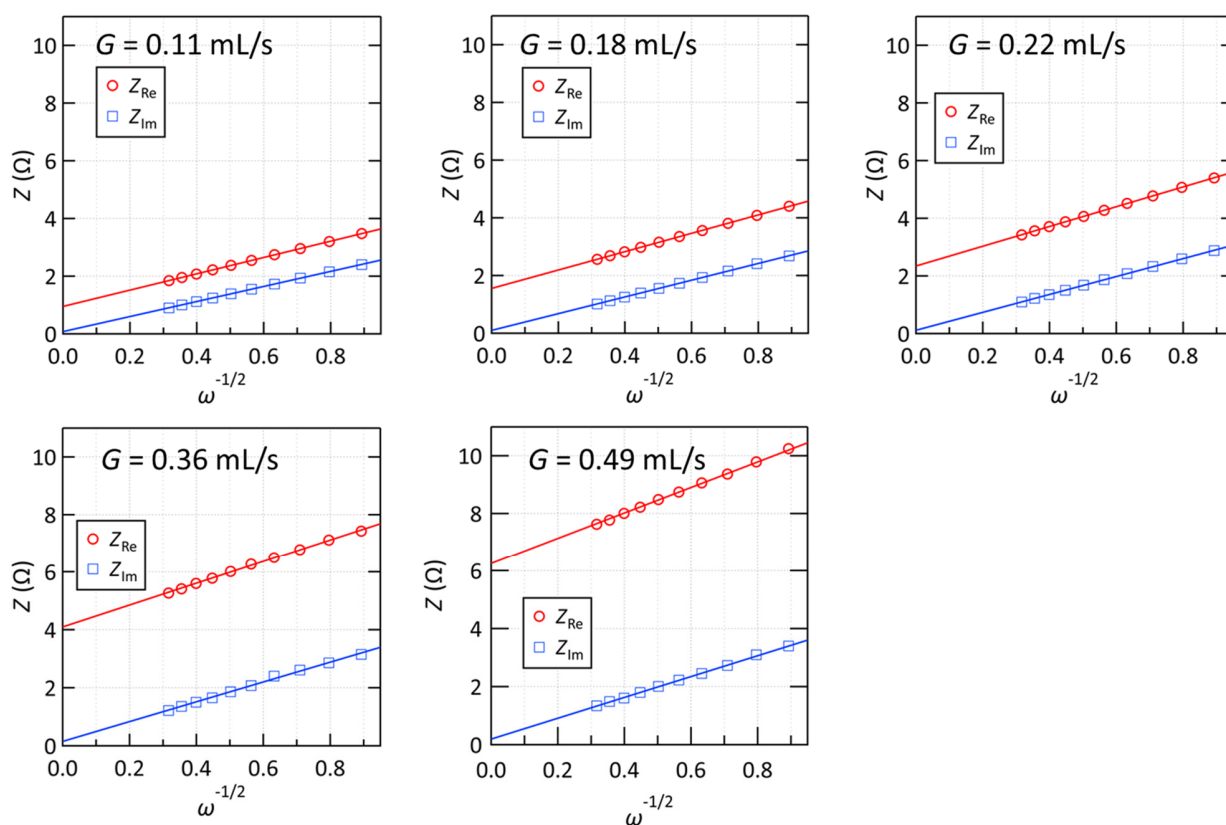 G = 0.11 mL/s
Z_Re
Z_Im
Z (Ω)
10
8
6
4
2
0
0.0 0.2 0.4 0.6 0.8
ω^-1/2
G = 0.18 mL/s
Z_Re
Z_Im
Z (Ω)
10
8
6
4
2
0
0.0 0.2 0.4 0.6 0.8
ω^-1/2
G = 0.22 mL/s
Z_Re
Z_Im
Z (Ω)
10
8
6
4
2
0
0.0 0.2 0.4 0.6 0.8
ω^-1/2
G = 0.36 mL/s
Z_Re
Z_Im
Z (Ω)
10
8
6
4
2
0
0.0 0.2 0.4 0.6 0.8
ω^-1/2
G = 0.49 mL/s
Z_Re
Z_Im
Z (Ω)
10
8
6
4
2
0
0.0 0.2 0.4 0.6 0.8
ω^-1/2